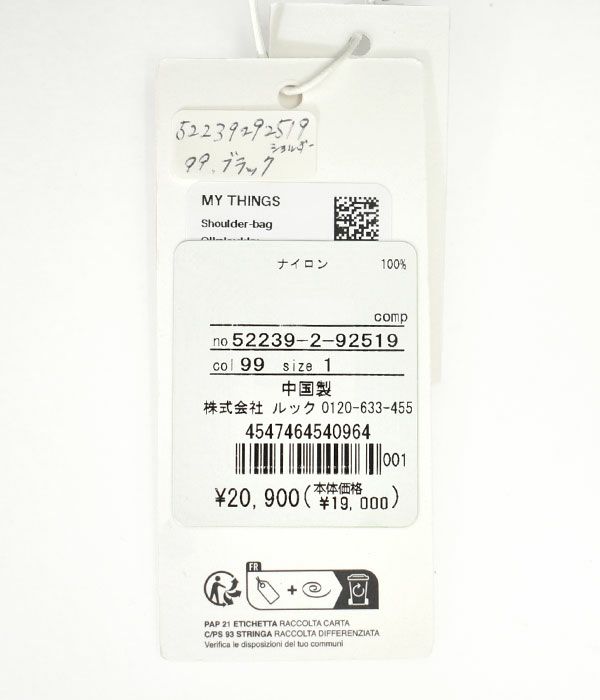 52239292519
ショルダー
99.ブラック
MY THINGS
Shoulder-bag
ナイロン 100%
comp
no 52239-2-92519
col 99 size 1
中国製
株式会社 ルック 0120-633-455
4547464540964
001
¥20,900(本体価格 ¥19,000)
FR
PAP 21 ETICHETTA RACCOLTA CARTA
C/PS 93 STRINGA RACCOLTA DIFFERENZIATA
Verifica le disposizioni del tuo comuni